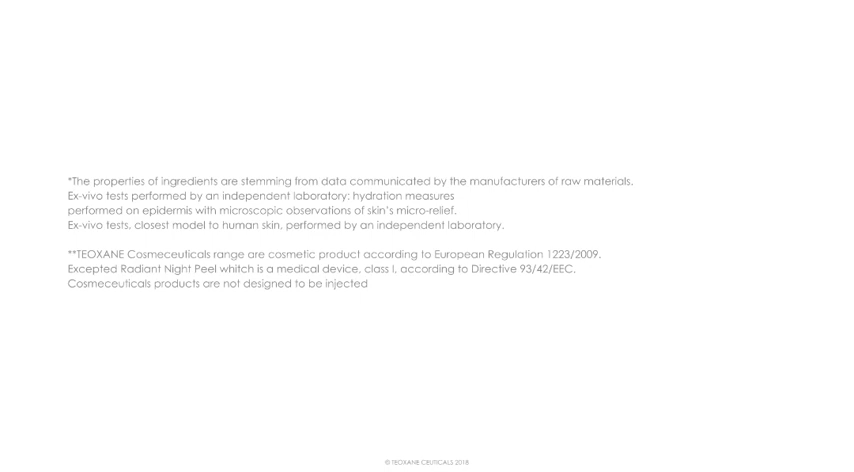 *The properties of ingredients are stemming from data communicated by the manufacturers of raw materials.
Ex-vivo tests performed by an independent laboratory: hydration measures
performed on epidermis with microscopic observations of skin's micro-relief.
Ex-vivo tests, closest model to human skin, performed by an independent laboratory.
**TEOXANE Cosmeceuticals range are cosmetic product according to European Regulation 1223/2009.
Excepted Radiant Night Peel whitch is a medical device, class I, according to Directive 93/42/EEC.
Cosmeceuticals products are not designed to be injected
© TEOXANE CEUTICALS 2018